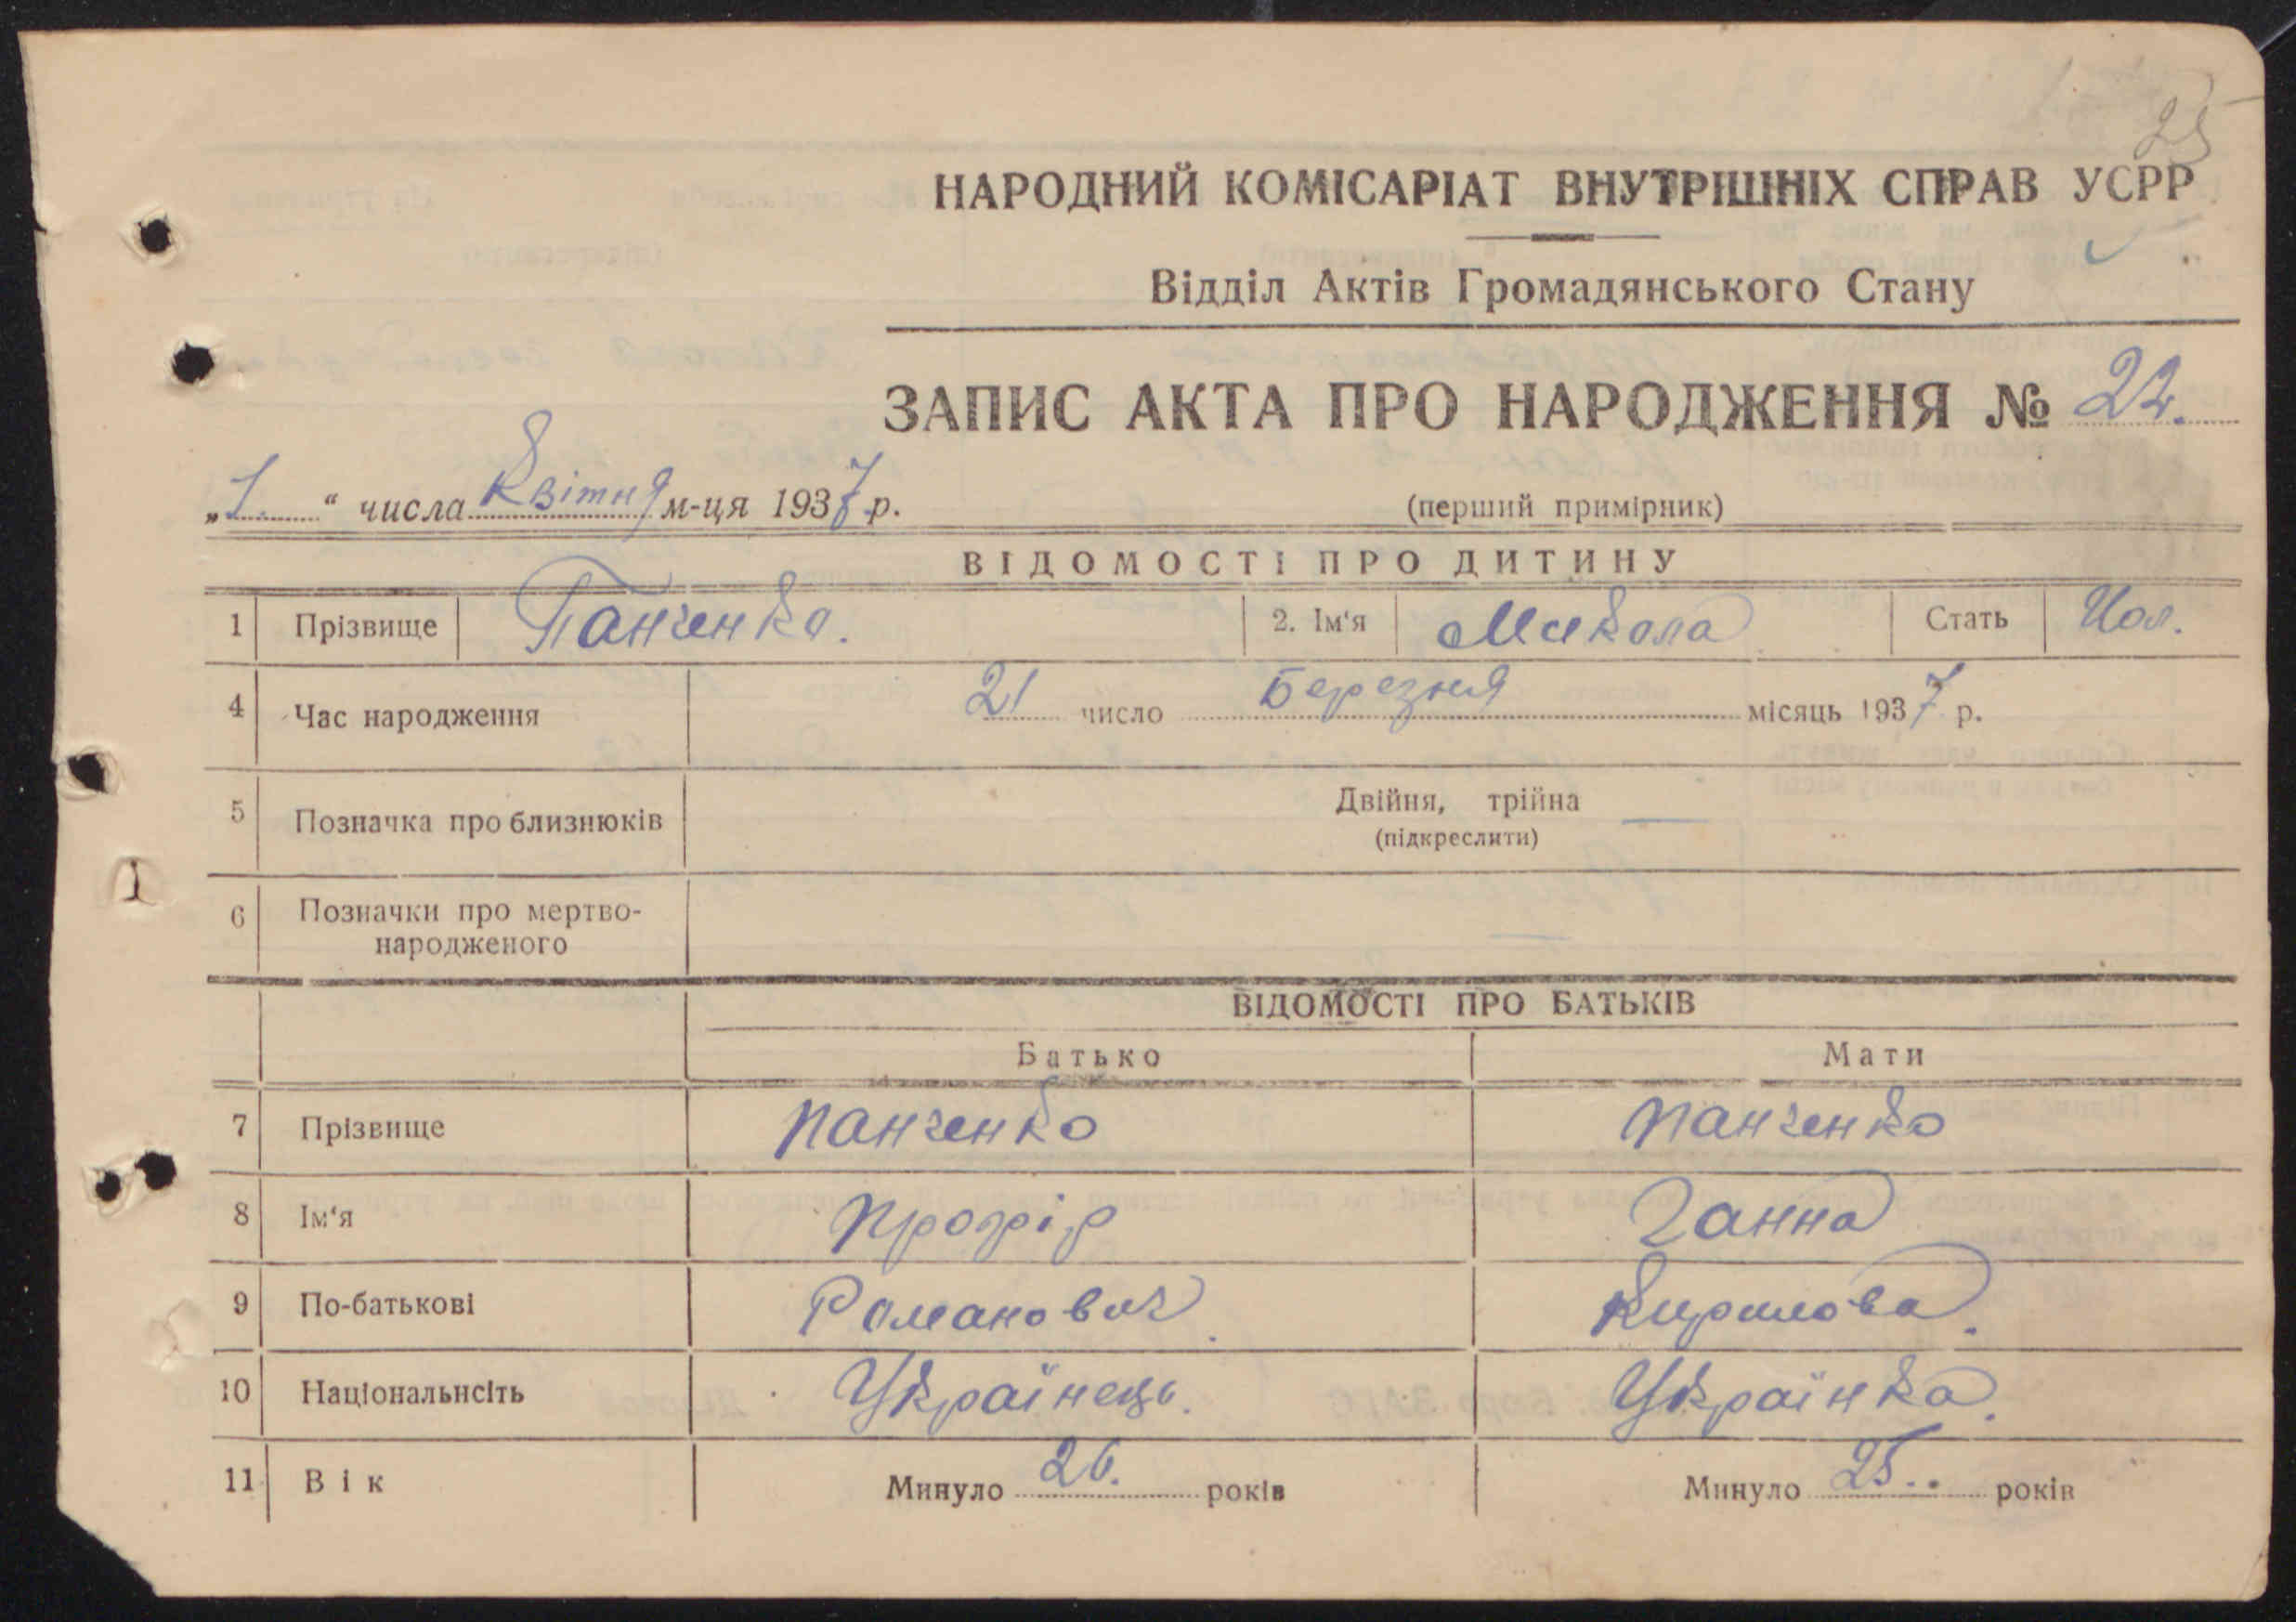 25
НАРОДНИЙ КОМІСАРІАТ ВНУТРІШНІХ СПРАВ УСРР
Відділ Актів Громадянського Стану
ЗАПИС АКТА ПРО НАРОДЖЕННЯ № 22.
„1.“ числа Квітня м-ця 1937 р. (перший примірник)
ВІДОМОСТІ ПРО ДИТИНУ
1 Прізвище Панченко. 2. Ім'я Микола Стать Чол.
4 Час народження 21 число Березня місяць 1937 р.
5 Позначка про близнюків Двійня, трійна
(підкреслити)
6 Позначки про мертво-
народженого
ВІДОМОСТІ ПРО БАТЬКІВ
Батько Мати
7 Прізвище Панченко Панченко
8 Ім'я Ганна
9 По-батькові Романович. Кирилова.
10 Національнсіть Українець. Українка.
11 Вік Минуло 26. років Минуло 25.. років